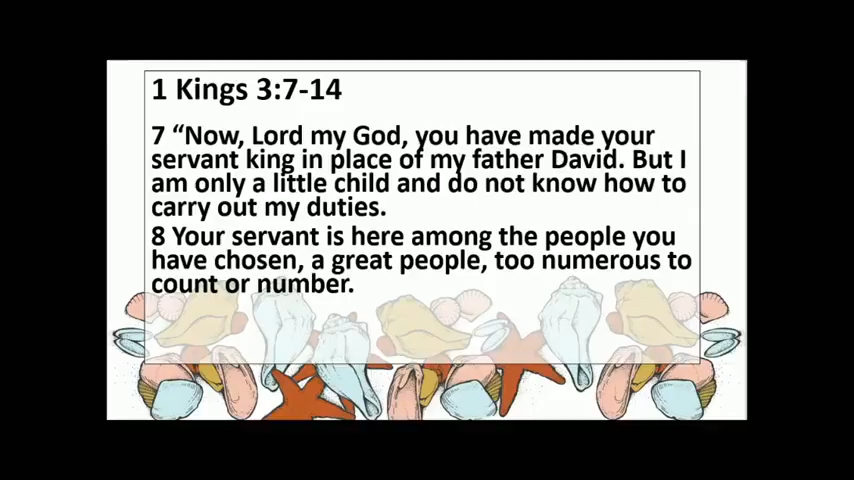 1 Kings 3:7-14
7 “Now, Lord my God, you have made your
servant king in place of my father David. But I
am only a little child and do not know how to
carry out my duties.
8 Your servant is here among the people you
have chosen, a great people, too numerous to
count or number.